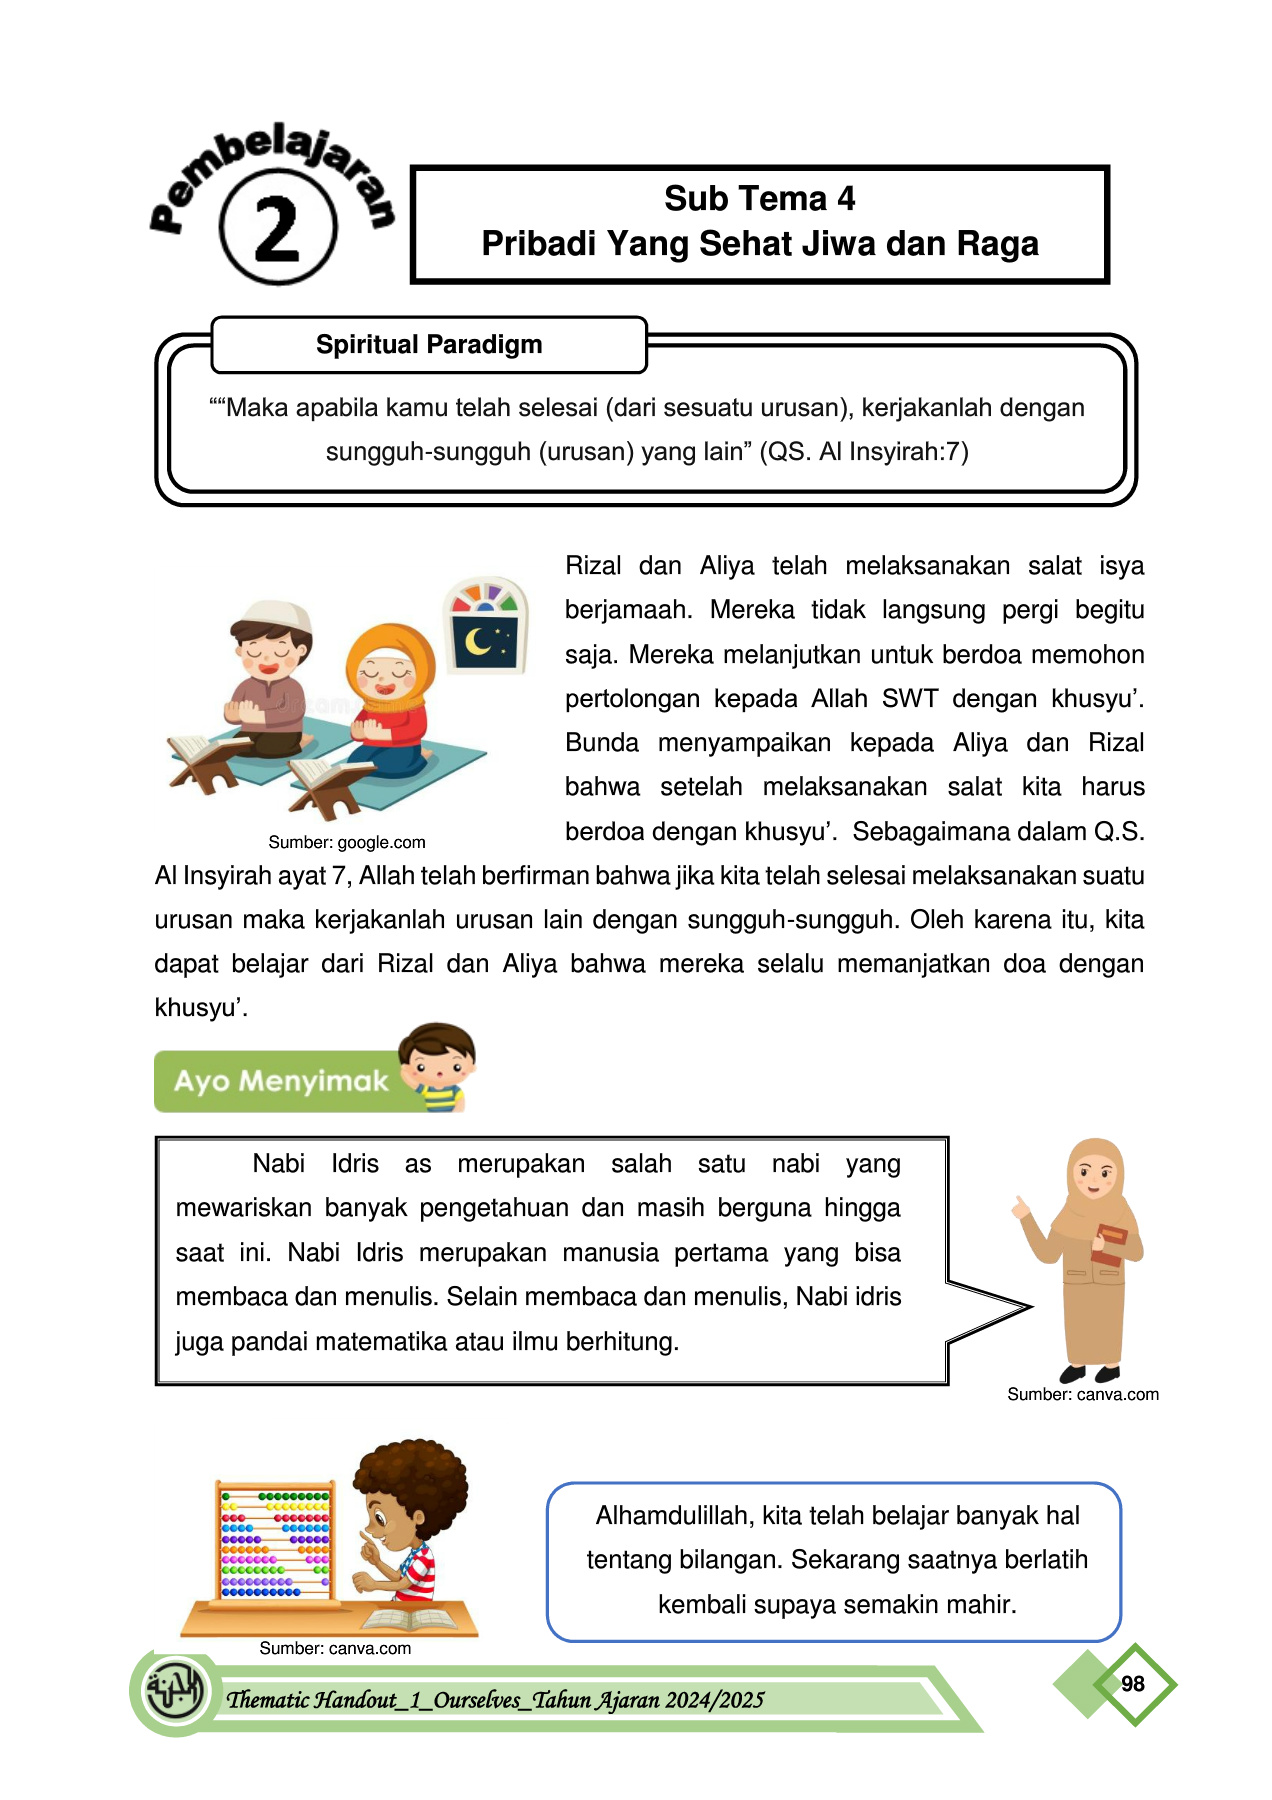 Pembelajaran
2
Sub Tema 4
Pribadi Yang Sehat Jiwa dan Raga
Spiritual Paradigm
““Maka apabila kamu telah selesai (dari sesuatu urusan), kerjakanlah dengan
sungguh-sungguh (urusan) yang lain” (QS. Al Insyirah:7)
Rizal dan Aliya telah melaksanakan salat isya
berjamaah. Mereka tidak langsung pergi begitu
saja. Mereka melanjutkan untuk berdoa memohon
pertolongan kepada Allah SWT dengan khusyu’.
Bunda menyampaikan kepada Aliya dan Rizal
bahwa setelah melaksanakan salat kita harus
berdoa dengan khusyu’. Sebagaimana dalam Q.S.
Sumber: google.com
Al Insyirah ayat 7, Allah telah berfirman bahwa jika kita telah selesai melaksanakan suatu
urusan maka kerjakanlah urusan lain dengan sungguh-sungguh. Oleh karena itu, kita
dapat belajar dari Rizal dan Aliya bahwa mereka selalu memanjatkan doa dengan
khusyu’.
Ayo Menyimak
Nabi Idris as merupakan salah satu nabi yang
mewariskan banyak pengetahuan dan masih berguna hingga
saat ini. Nabi Idris merupakan manusia pertama yang bisa
membaca dan menulis. Selain membaca dan menulis, Nabi idris
juga pandai matematika atau ilmu berhitung.
Sumber: canva.com
Alhamdulillah, kita telah belajar banyak hal
tentang bilangan. Sekarang saatnya berlatih
kembali supaya semakin mahir.
Sumber: canva.com
Thematic Handout_1_Ourselves_Tahun Ajaran 2024/2025
98